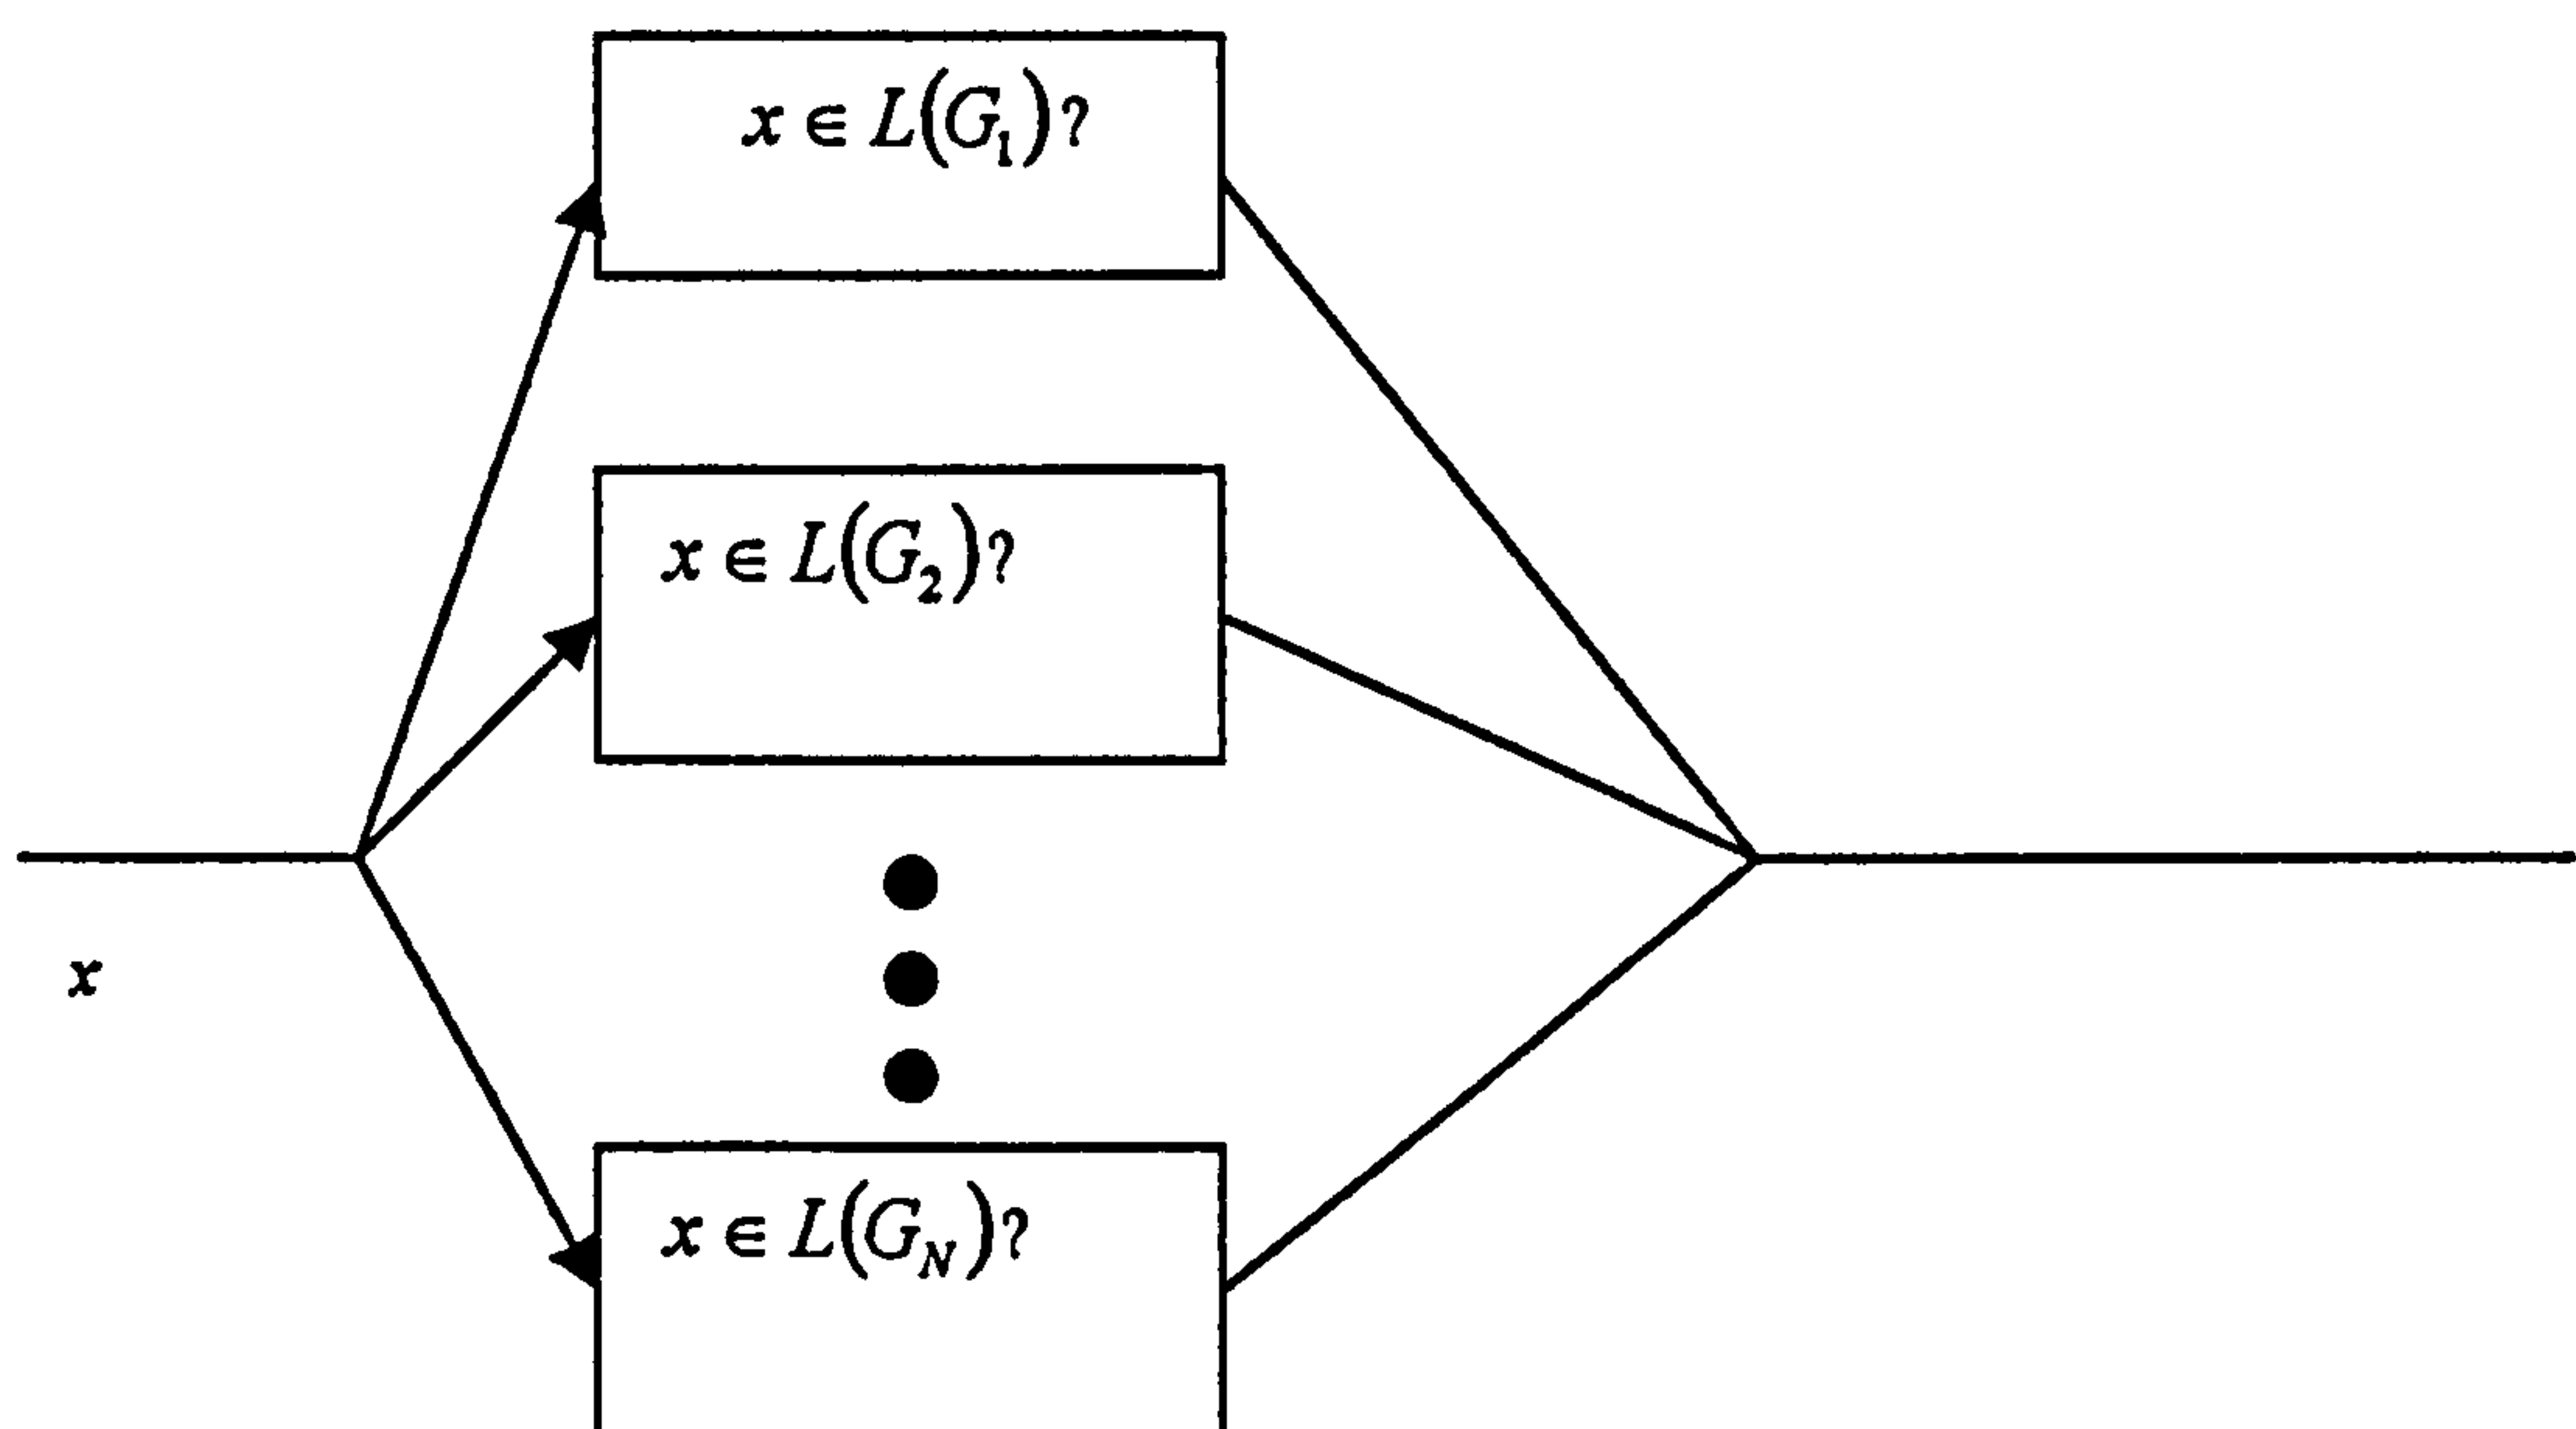 x ∈ L(G₁)?
x ∈ L(G₂)?
x
x ∈ L(G_N)?